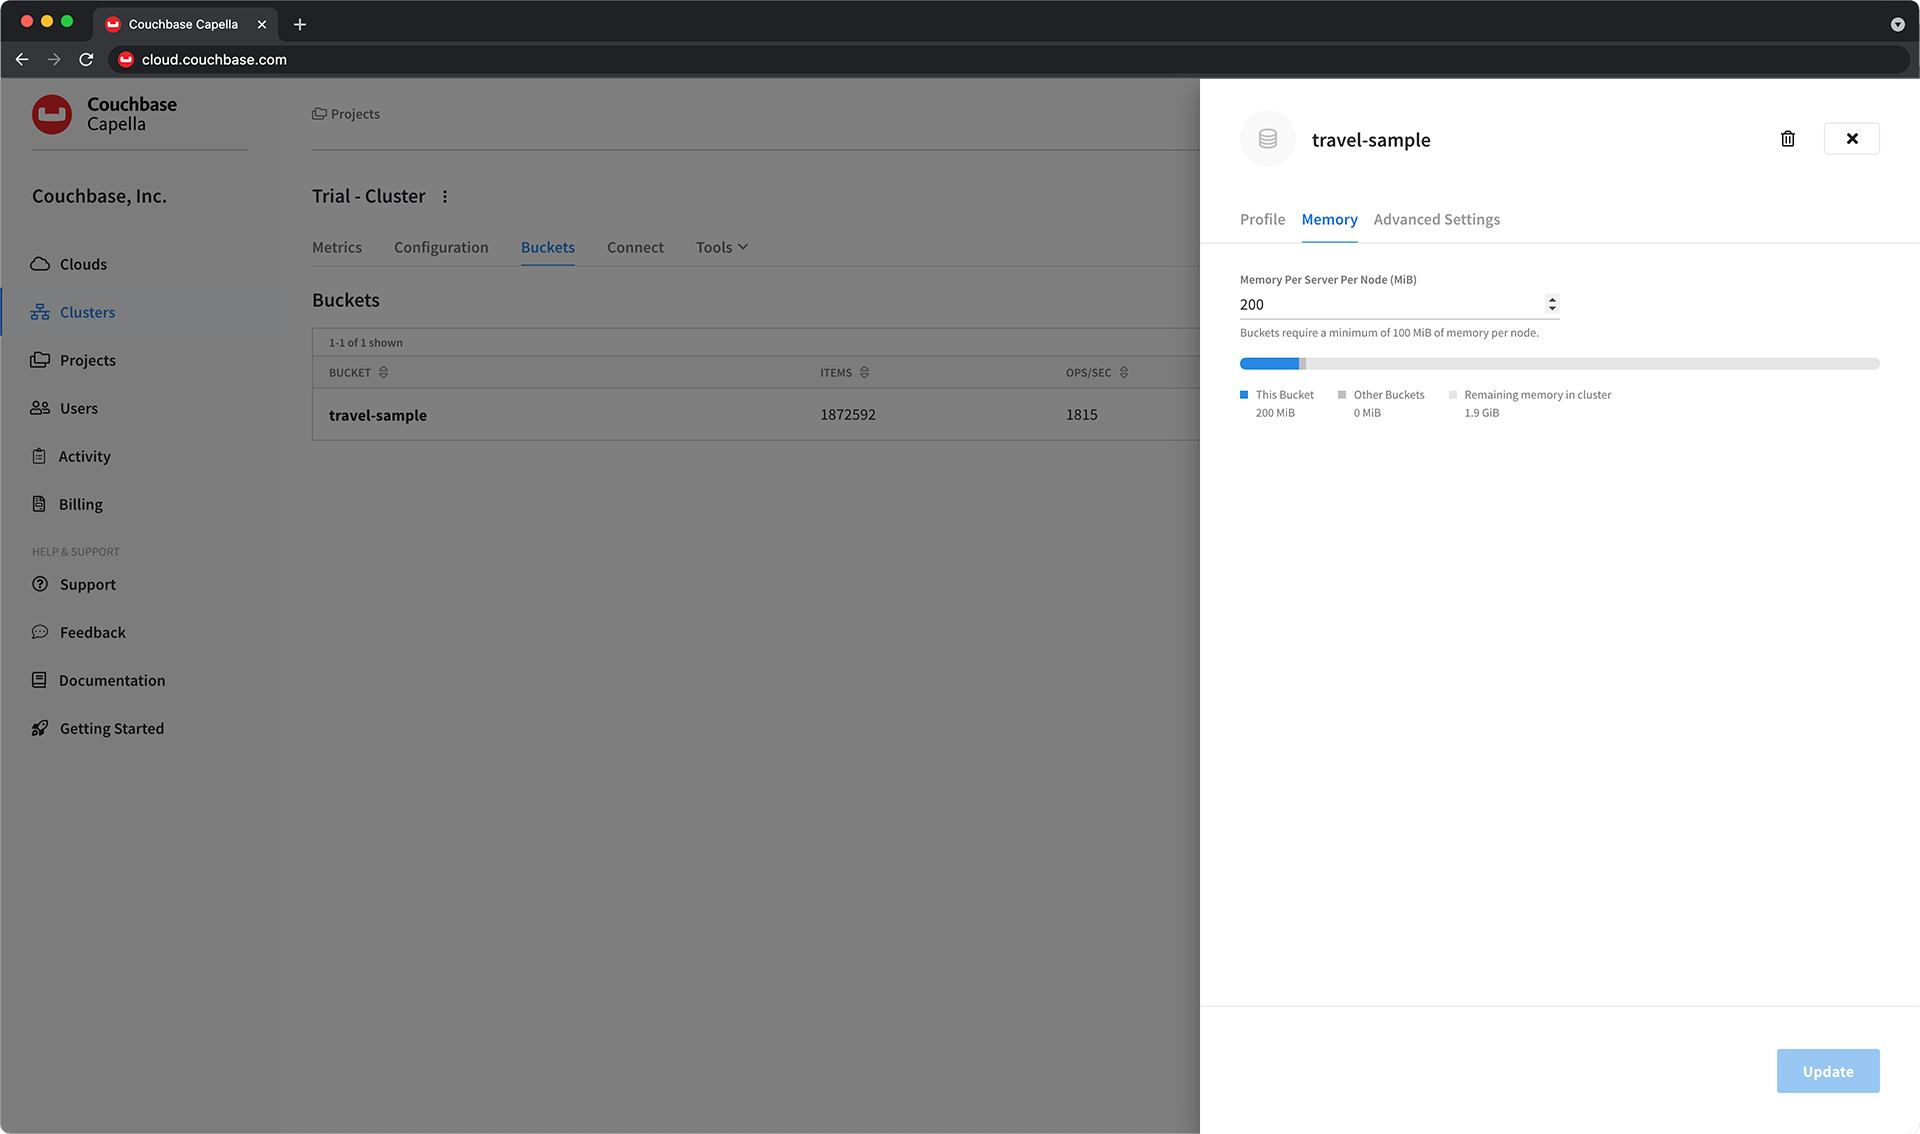 Couchbase Capella
cloud.couchbase.com
Couchbase
Capella
Couchbase, Inc.
Clouds
Clusters
Projects
Users
Activity
Billing
HELP & SUPPORT
Support
Feedback
Documentation
Getting Started
Projects
Trial - Cluster
Metrics Configuration Buckets Connect Tools
Buckets
1-1 of 1 shown
BUCKET ITEMS OPS/SEC
travel-sample 1872592 1815
travel-sample
Profile Memory Advanced Settings
Memory Per Server Per Node (MiB)
200
Buckets require a minimum of 100 MiB of memory per node.
This Bucket Other Buckets Remaining memory in cluster
200 MiB 0 MiB 1.9 GiB
Update